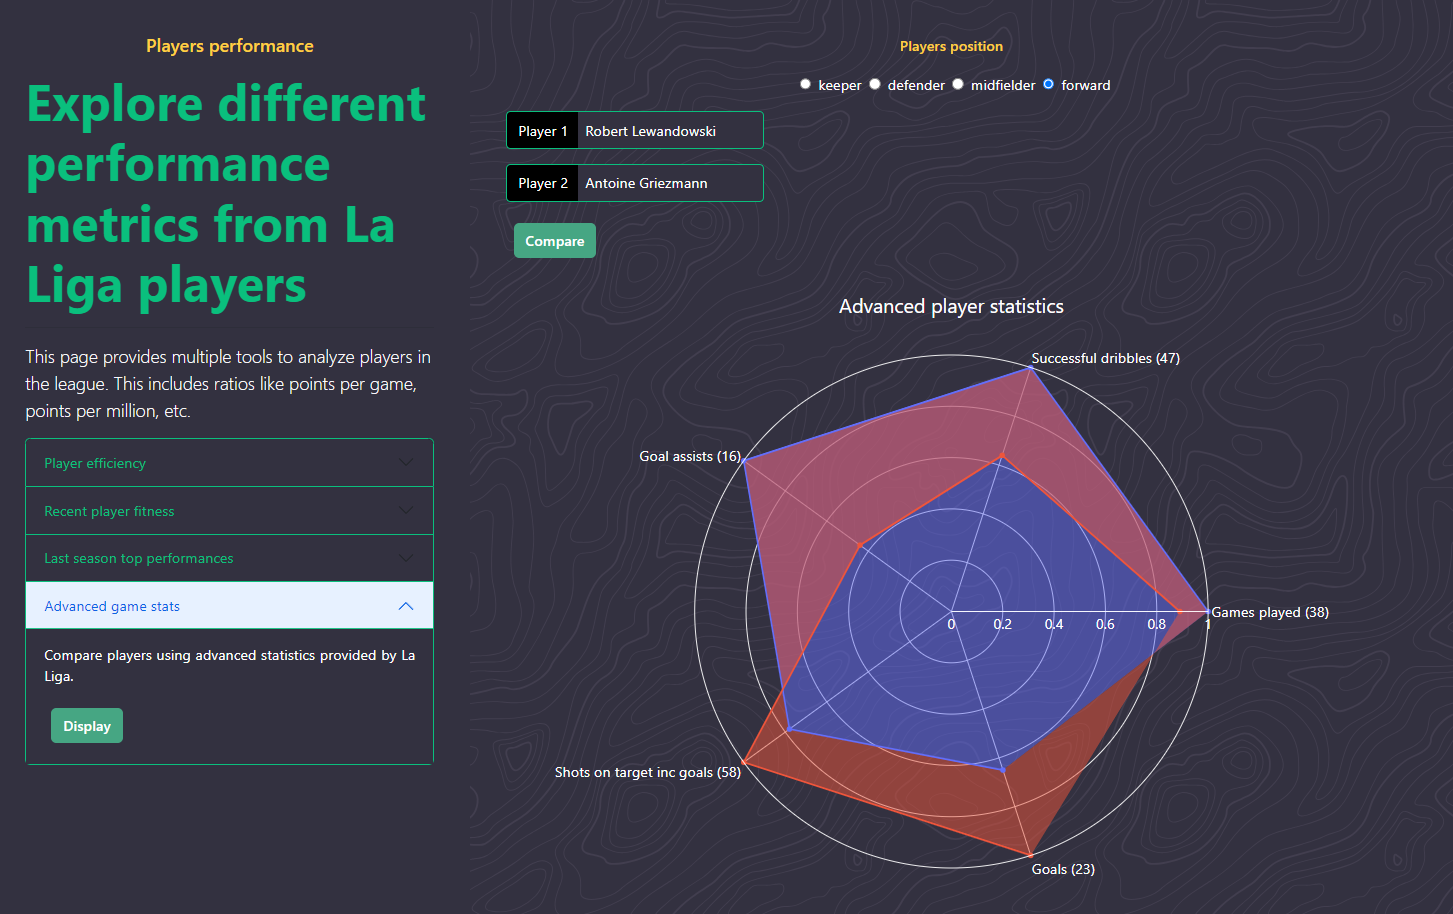 Players performance
Explore different
performance
metrics from La
Liga players
This page provides multiple tools to analyze players in
the league. This includes ratios like points per game,
points per million, etc.
Player efficiency
Recent player fitness
Last season top performances
Advanced game stats
Compare players using advanced statistics provided by La
Liga.
Display
Players position
keeper defender midfielder forward
Player 1 Robert Lewandowski
Player 2 Antoine Griezmann
Compare
Advanced player statistics
Successful dribbles (47)
Goal assists (16)
Games played (38)
0 0.2 0.4 0.6 0.8 1
Shots on target inc goals (58)
Goals (23)